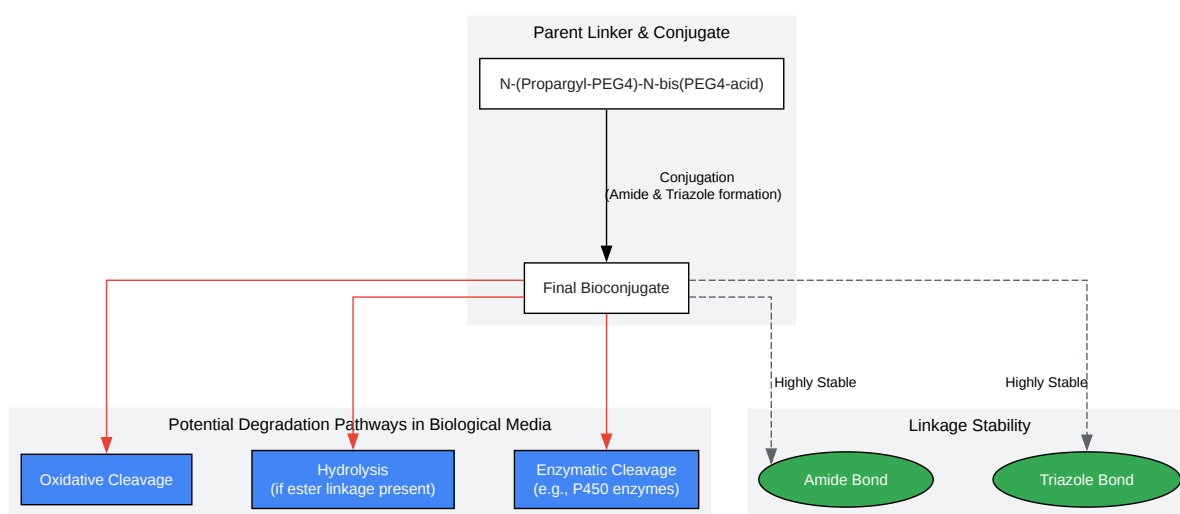 Parent Linker & Conjugate
N-(Propargyl-PEG4)-N-bis(PEG4-acid)
Conjugation
(Amide & Triazole formation)
Final Bioconjugate
Highly Stable
Highly Stable
Potential Degradation Pathways in Biological Media
Linkage Stability
Oxidative Cleavage
Hydrolysis
(if ester linkage present)
Enzymatic Cleavage
(e.g., P450 enzymes)
Amide Bond
Triazole Bond